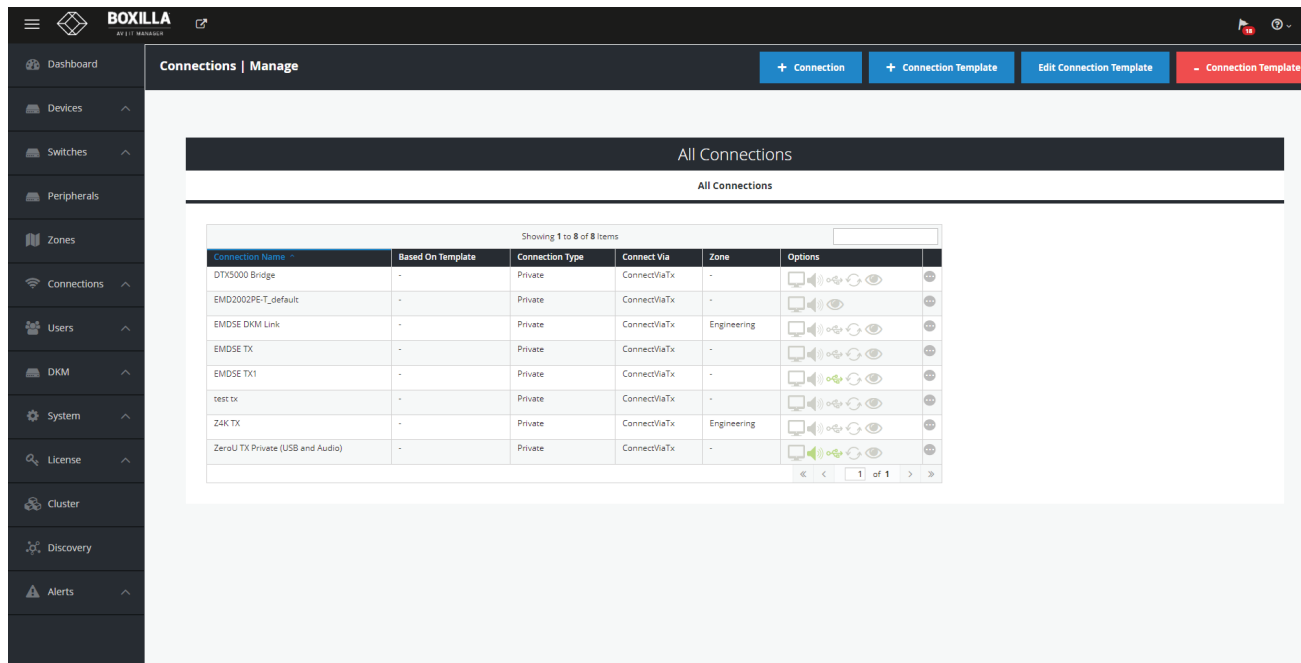 BOXILLA
AV | IT MANAGER
18
Dashboard
Devices
Switches
Peripherals
Zones
Connections
Users
DKM
System
License
Cluster
Discovery
Alerts
Connections | Manage
+ Connection
+ Connection Template
Edit Connection Template
- Connection Template
All Connections
All Connections
Showing 1 to 8 of 8 Items
Connection Name Based On Template Connection Type Connect Via Zone Options
DTX5000 Bridge - Private ConnectViaTx -
EMD2002PE-T_default - Private ConnectViaTx -
EMDSE DKM Link - Private ConnectViaTx Engineering
EMDSE TX - Private ConnectViaTx -
EMDSE TX1 - Private ConnectViaTx -
test tx - Private ConnectViaTx -
Z4K TX - Private ConnectViaTx Engineering
ZeroU TX Private (USB and Audio) - Private ConnectViaTx -
« < 1 of 1 > »